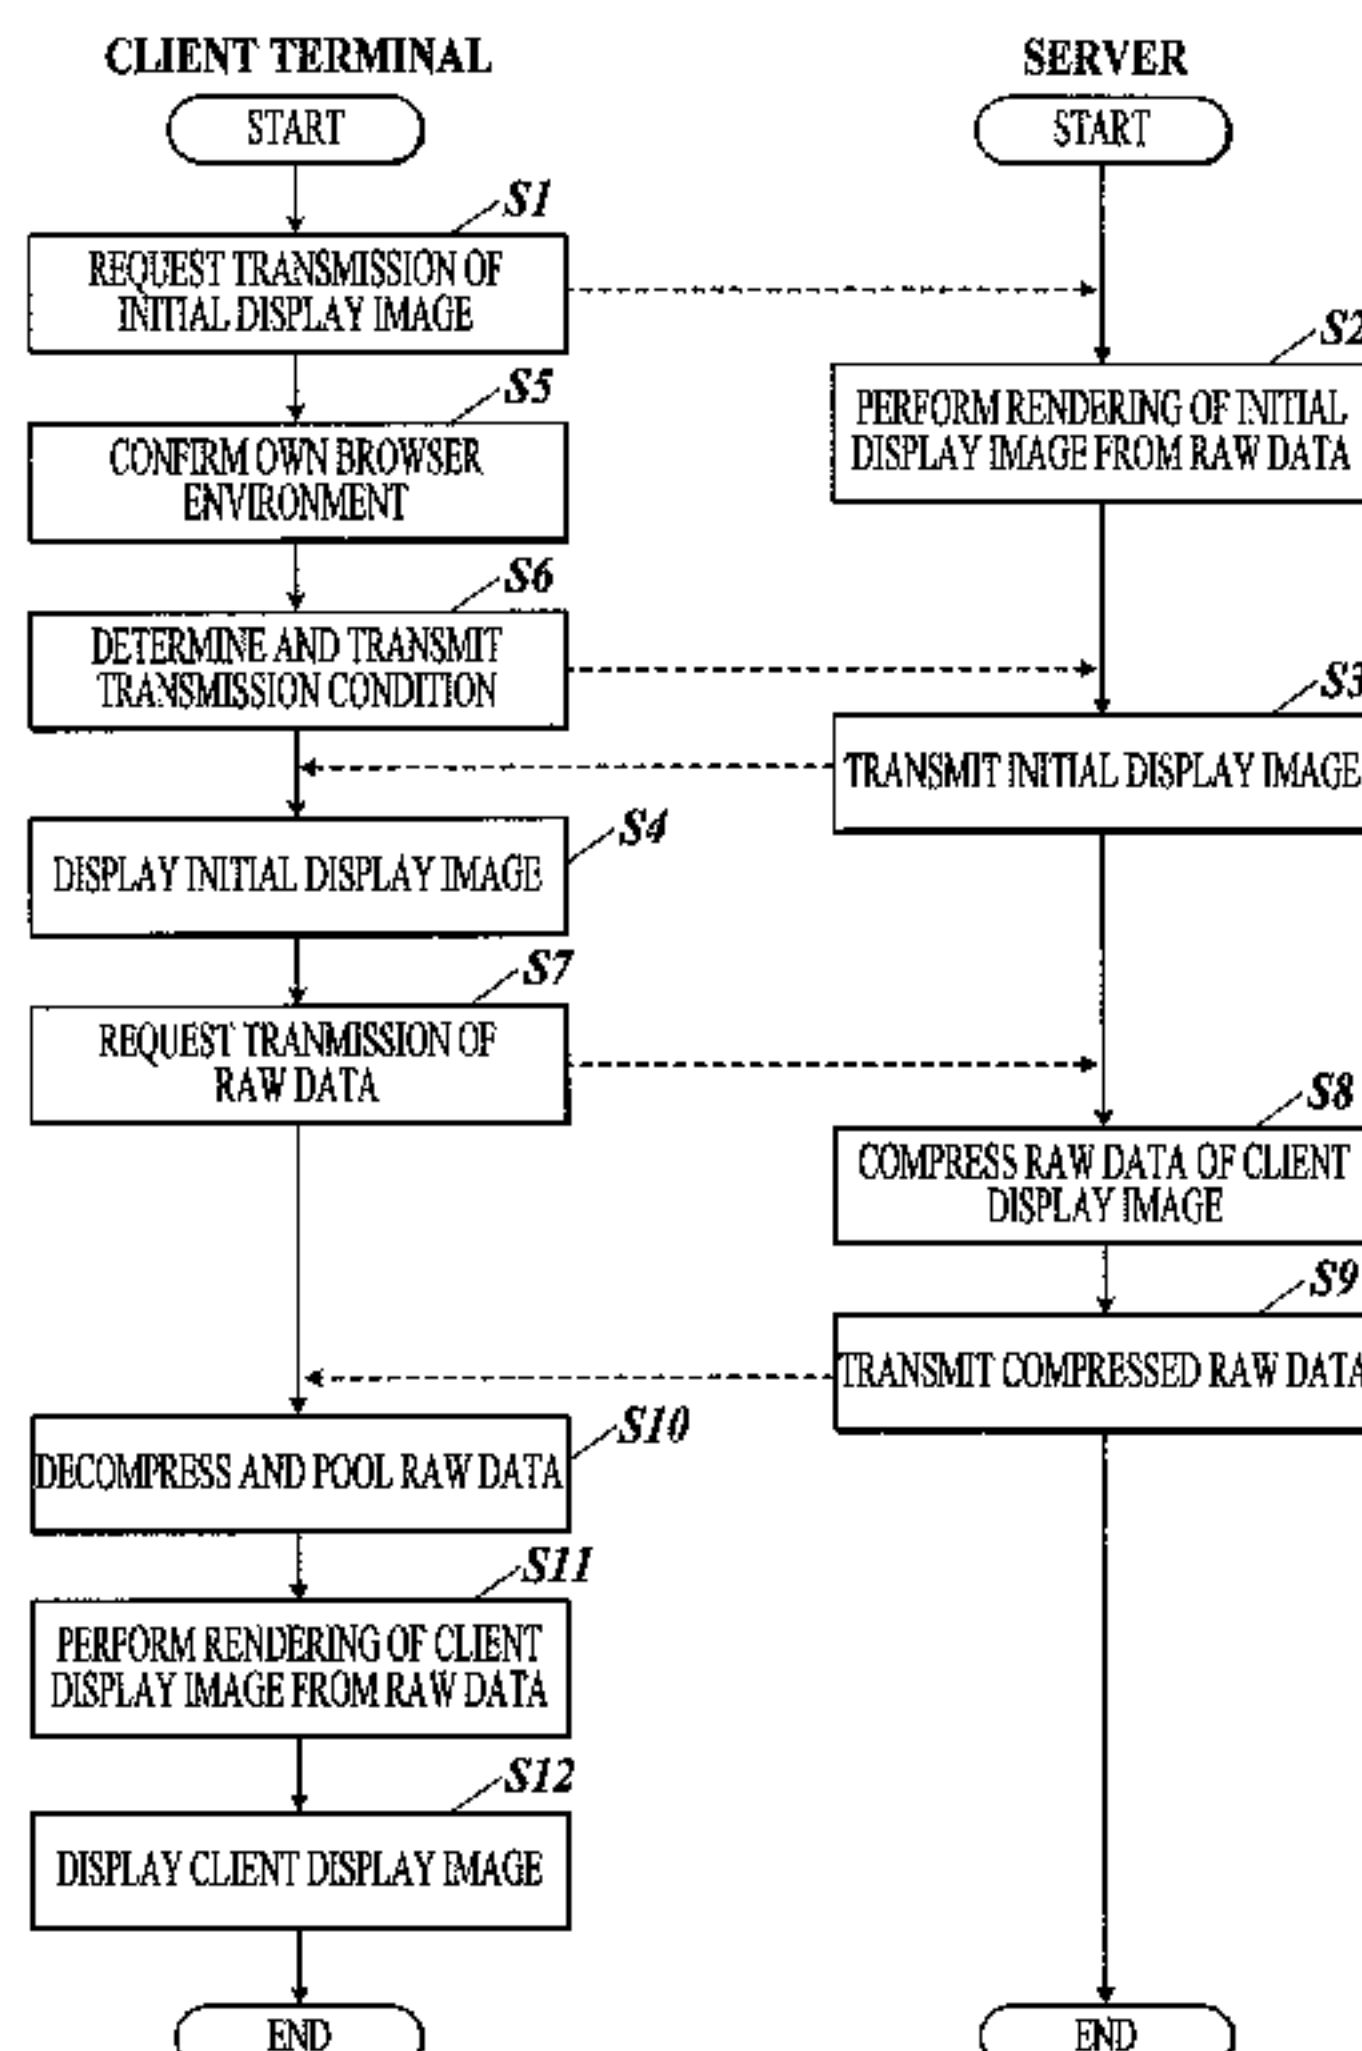 CLIENT TERMINAL
START
S1
REQUEST TRANSMISSION OF
INITIAL DISPLAY IMAGE
S5
CONFIRM OWN BROWSER
ENVIRONMENT
S6
DETERMINE AND TRANSMIT
TRANSMISSION CONDITION
S4
DISPLAY INITIAL DISPLAY IMAGE
S7
REQUEST TRANMISSION OF
RAW DATA
S10
DECOMPRESS AND POOL RAW DATA
S11
PERFORM RENDERING OF CLIENT
DISPLAY IMAGE FROM RAW DATA
S12
DISPLAY CLIENT DISPLAY IMAGE
END
SERVER
START
S2
PERFORM RENDERING OF INITIAL
DISPLAY IMAGE FROM RAW DATA
S3
TRANSMIT INITIAL DISPLAY IMAGE
S8
COMPRESS RAW DATA OF CLIENT
DISPLAY IMAGE
S9
TRANSMIT COMPRESSED RAW DATA
END